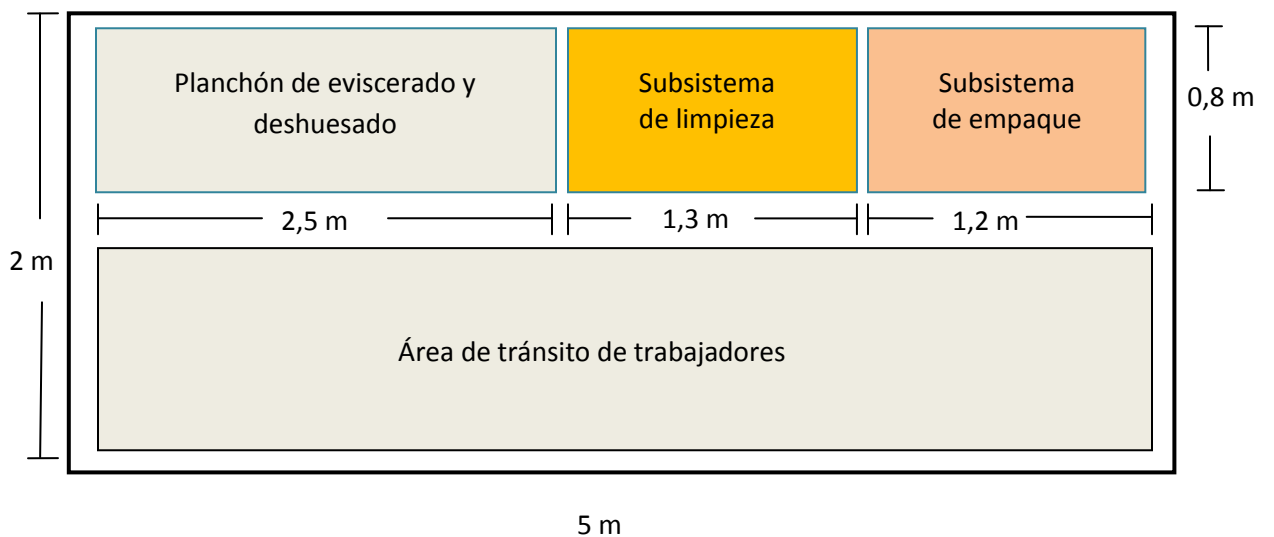 Planchón de eviscerado y
deshuesado
Subsistema
de limpieza
Subsistema
de empaque
0,8 m
2,5 m
1,3 m
1,2 m
2 m
Área de tránsito de trabajadores
5 m